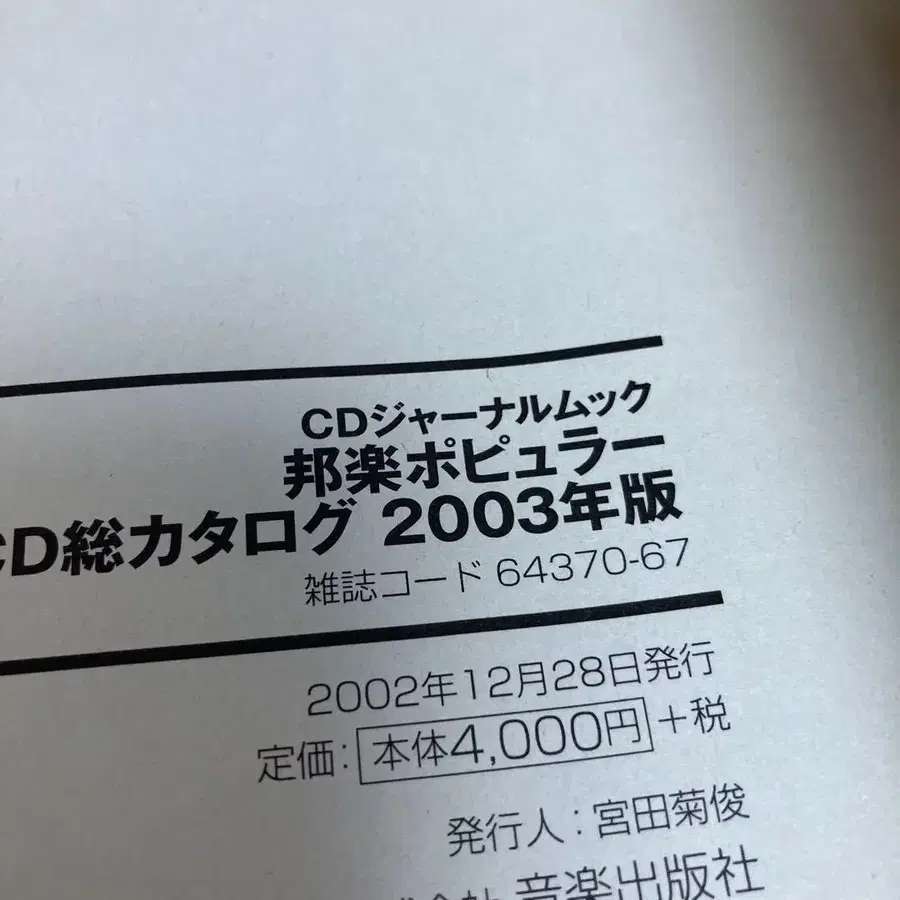 CDジャーナルムック
邦楽ポピュラー
CD総カタログ 2003年版
雑誌コード 64370-67
2002年12月28日発行
定価: 本体4,000円 +税
発行人:宮田菊俊
音楽出版社